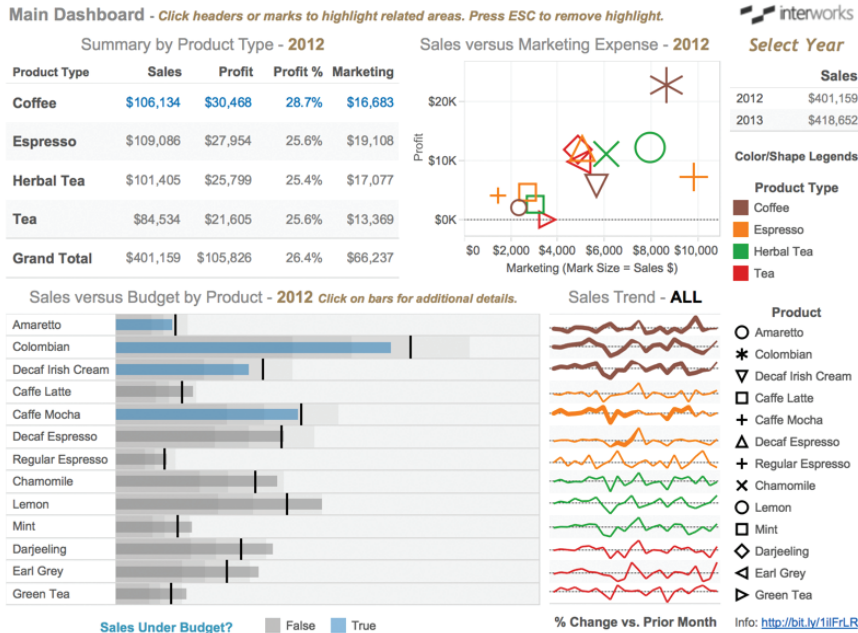 Main Dashboard - Click headers or marks to highlight related areas. Press ESC to remove highlight.
interworks
Summary by Product Type - 2012
Product Type Sales Profit Profit % Marketing
Coffee $106,134 $30,468 28.7% $16,683
Espresso $109,086 $27,954 25.6% $19,108
Herbal Tea $101,405 $25,799 25.4% $17,077
Tea $84,534 $21,605 25.6% $13,369
Grand Total $401,159 $105,826 26.4% $66,237
Sales versus Marketing Expense - 2012
Profit
$20K
$10K
$0K
$0 $2,000 $4,000 $6,000 $8,000 $10,000
Marketing (Mark Size = Sales $)
Select Year
Sales
2012 $401,159
2013 $418,652
Color/Shape Legends
Product Type
Coffee
Espresso
Herbal Tea
Tea
Sales versus Budget by Product - 2012 Click on bars for additional details.
Amaretto
Colombian
Decaf Irish Cream
Caffe Latte
Caffe Mocha
Decaf Espresso
Regular Espresso
Chamomile
Lemon
Mint
Darjeeling
Earl Grey
Green Tea
Sales Under Budget? False True
Sales Trend - ALL
% Change vs. Prior Month
Product
Amaretto
Colombian
Decaf Irish Cream
Caffe Latte
Caffe Mocha
Decaf Espresso
Regular Espresso
Chamomile
Lemon
Mint
Darjeeling
Earl Grey
Green Tea
Info: http://bit.ly/1ilFrLR